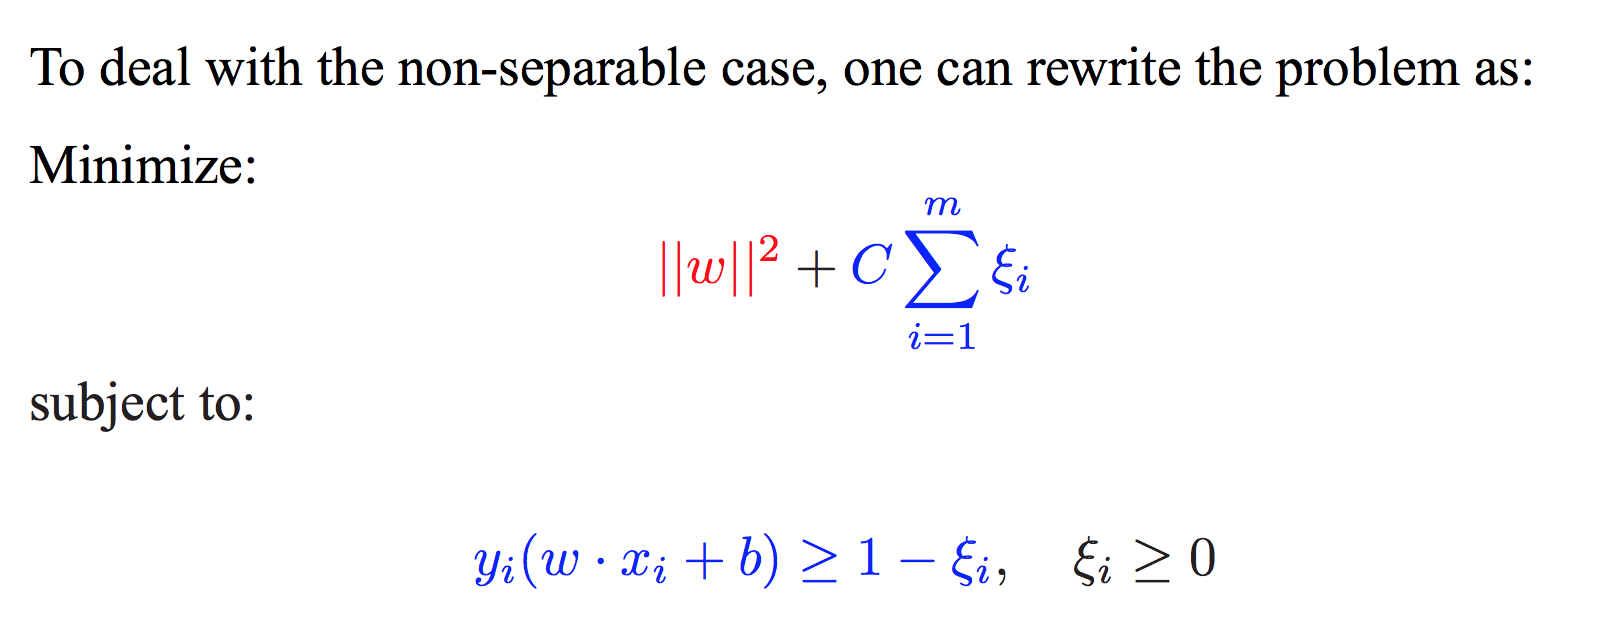 To deal with the non-separable case, one can rewrite the problem as:
Minimize:
$||w||^2 + C \sum_{i=1}^{m} \xi_i$
subject to:
$y_i(w \cdot x_i + b) \geq 1 - \xi_i, \quad \xi_i \geq 0$